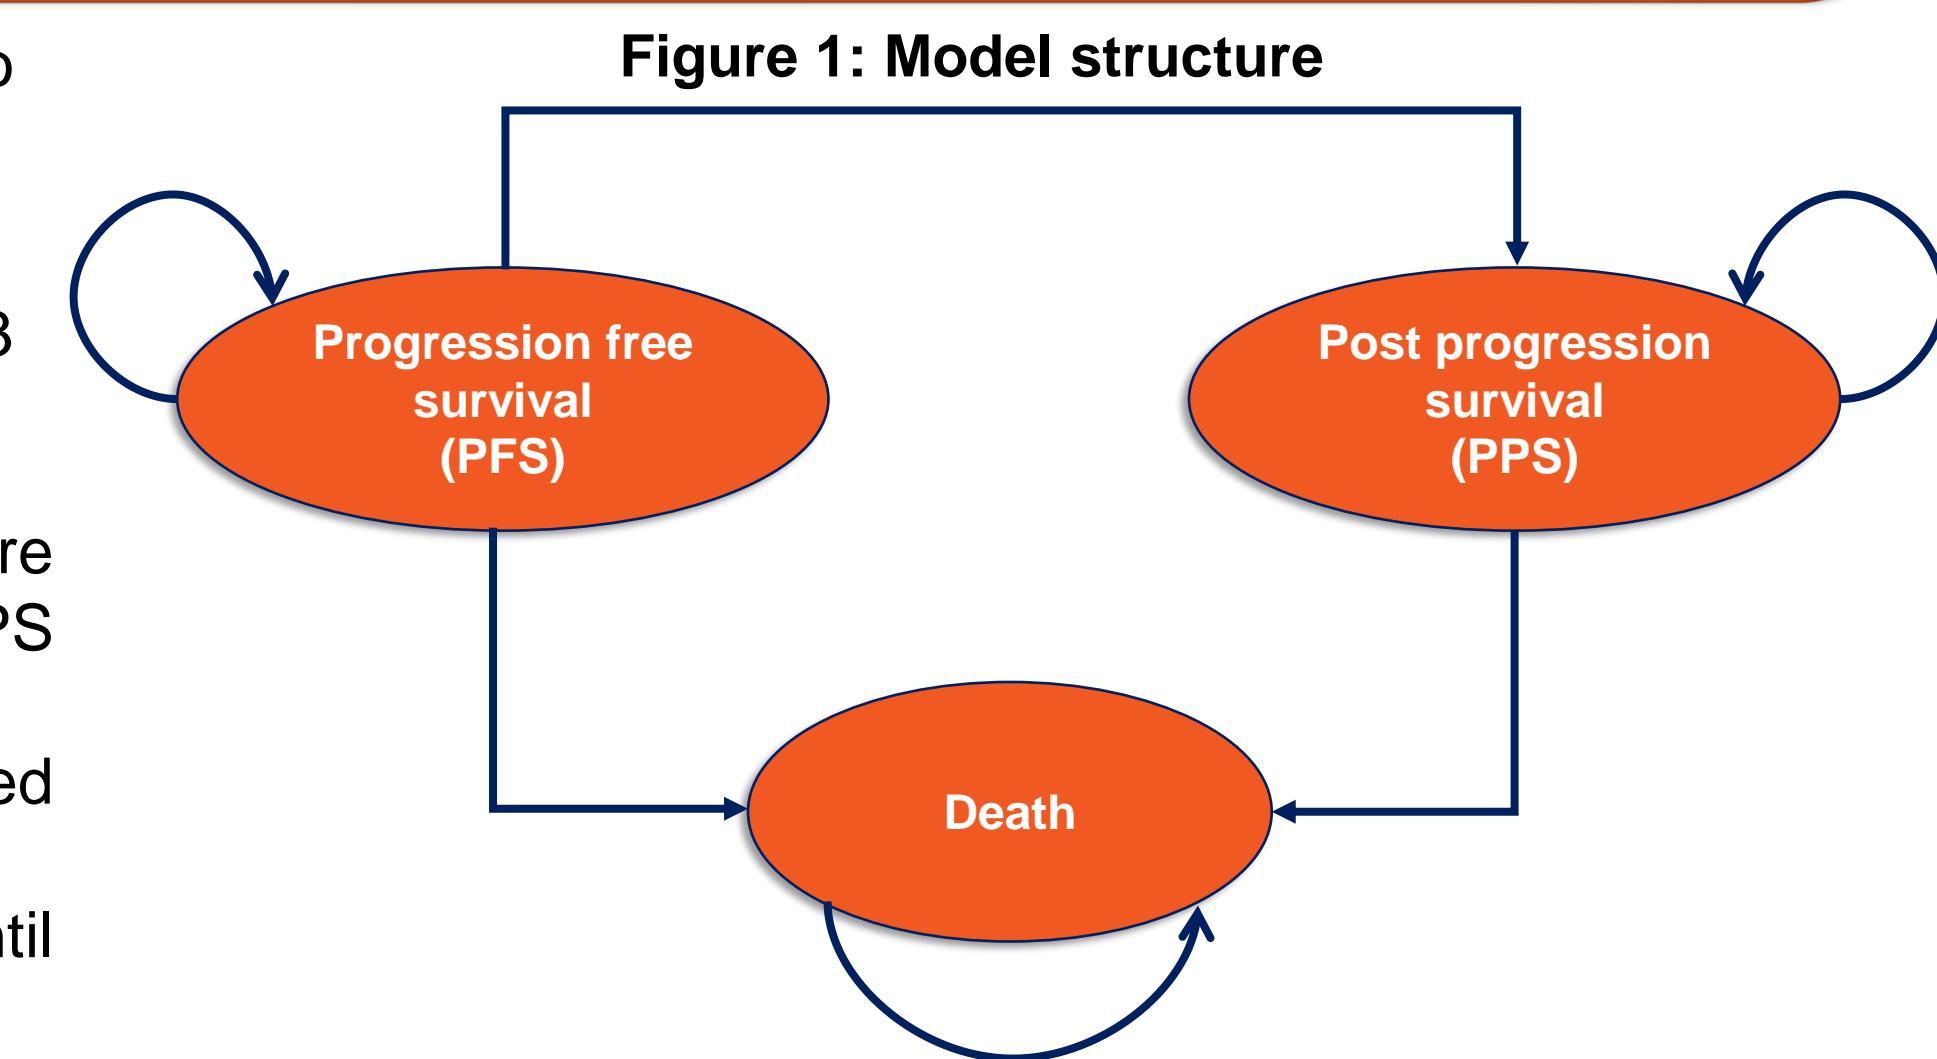 Figure 1: Model structure
Progression free
survival
(PFS)
Post progression
survival
(PPS)
Death